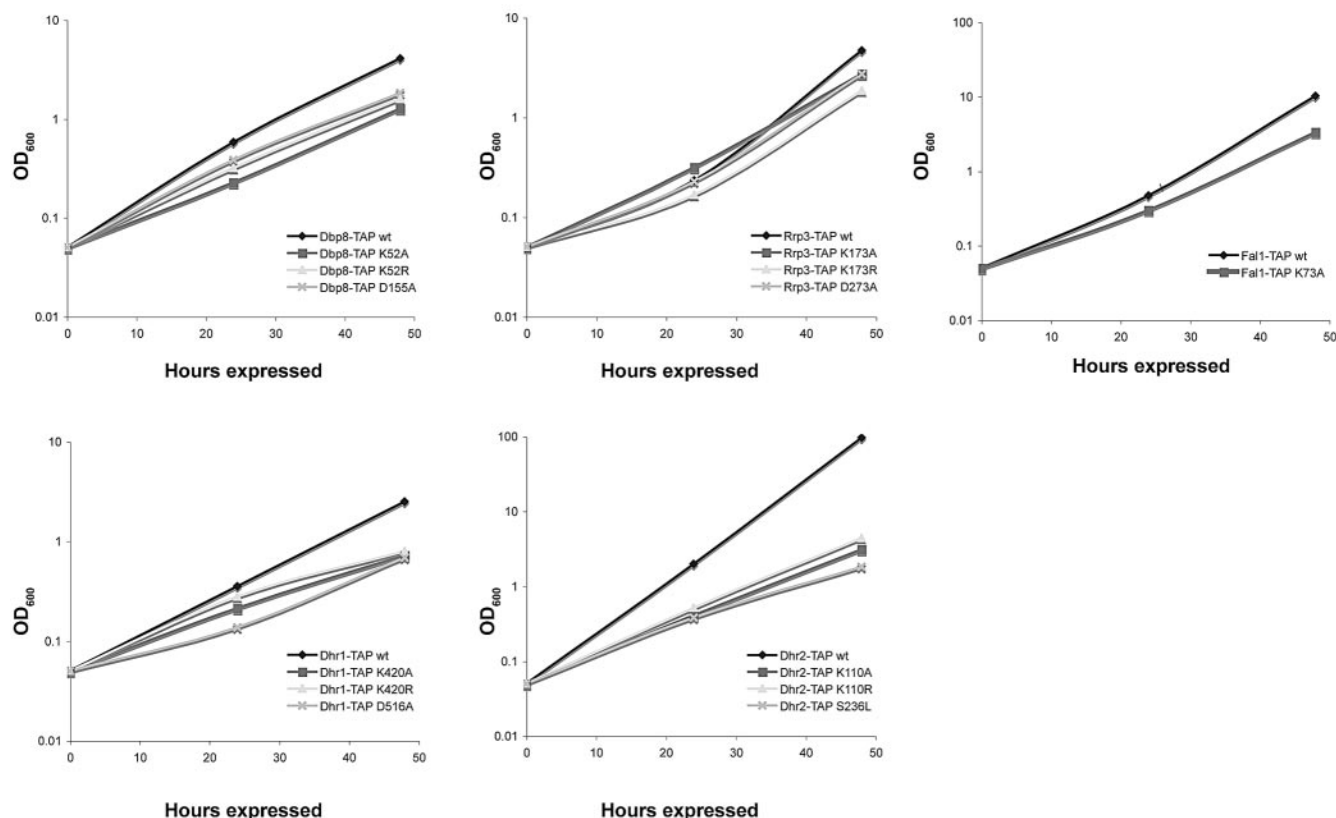 10
1
0.1
0.01
OD600
0 10 20 30 40 50
Hours expressed
Dbp8-TAP wt
Dbp8-TAP K52A
Dbp8-TAP K52R
Dbp8-TAP D155A
10
1
0.1
0.01
OD600
0 10 20 30 40 50
Hours expressed
Rrp3-TAP wt
Rrp3-TAP K173A
Rrp3-TAP K173R
Rrp3-TAP D273A
100
10
1
0.1
0.01
OD600
0 10 20 30 40 50
Hours expressed
Fal1-TAP wt
Fal1-TAP K73A
10
1
0.1
0.01
OD600
0 10 20 30 40 50
Hours expressed
Dhr1-TAP wt
Dhr1-TAP K420A
Dhr1-TAP K420R
Dhr1-TAP D516A
100
10
1
0.1
0.01
OD600
0 10 20 30 40 50
Hours expressed
Dhr2-TAP wt
Dhr2-TAP K110A
Dhr2-TAP K110R
Dhr2-TAP S236L